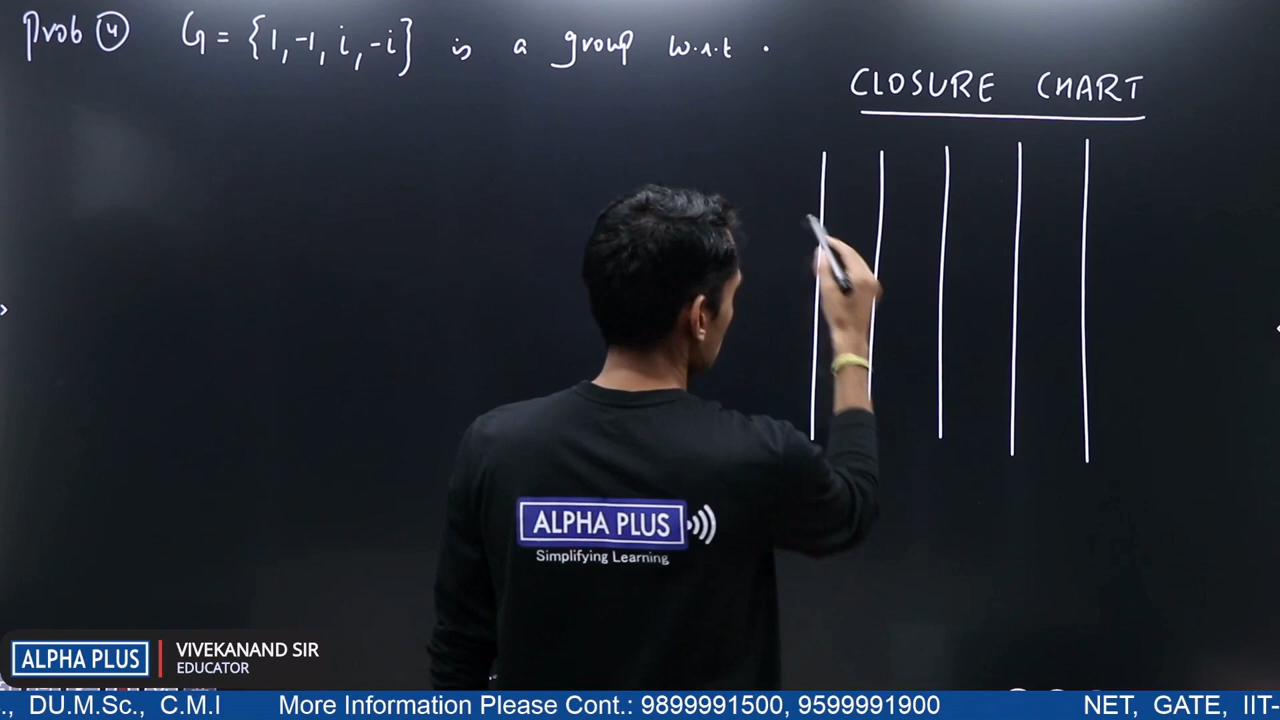 Prob ④ G = {1, -1, i, -i} is a group w.r.t •
CLOSURE CHART
ALPHA PLUS
Simplifying Learning
ALPHA PLUS
VIVEKANAND SIR
EDUCATOR
., DU.M.Sc., C.M.I More Information Please Cont.: 9899991500, 9599991900 NET, GATE, IIT-